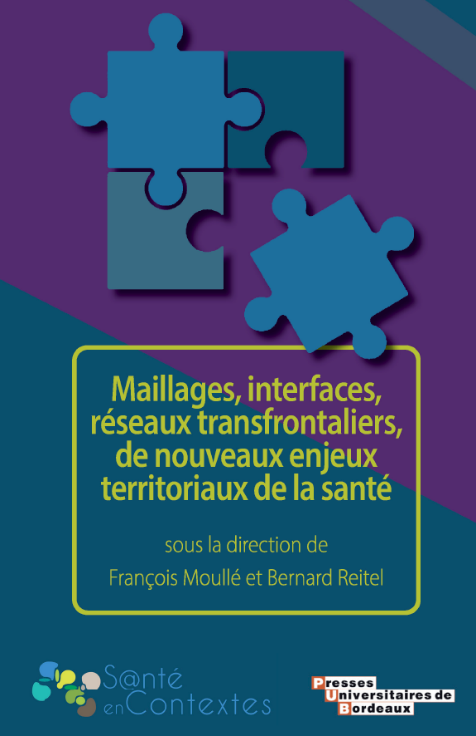 Maillages, interfaces,
réseaux transfrontaliers,
de nouveaux enjeux
territoriaux de la santé
sous la direction de
François Moullé et Bernard Reitel
S@nté
enContextes
Presses
Universitaires de
Bordeaux